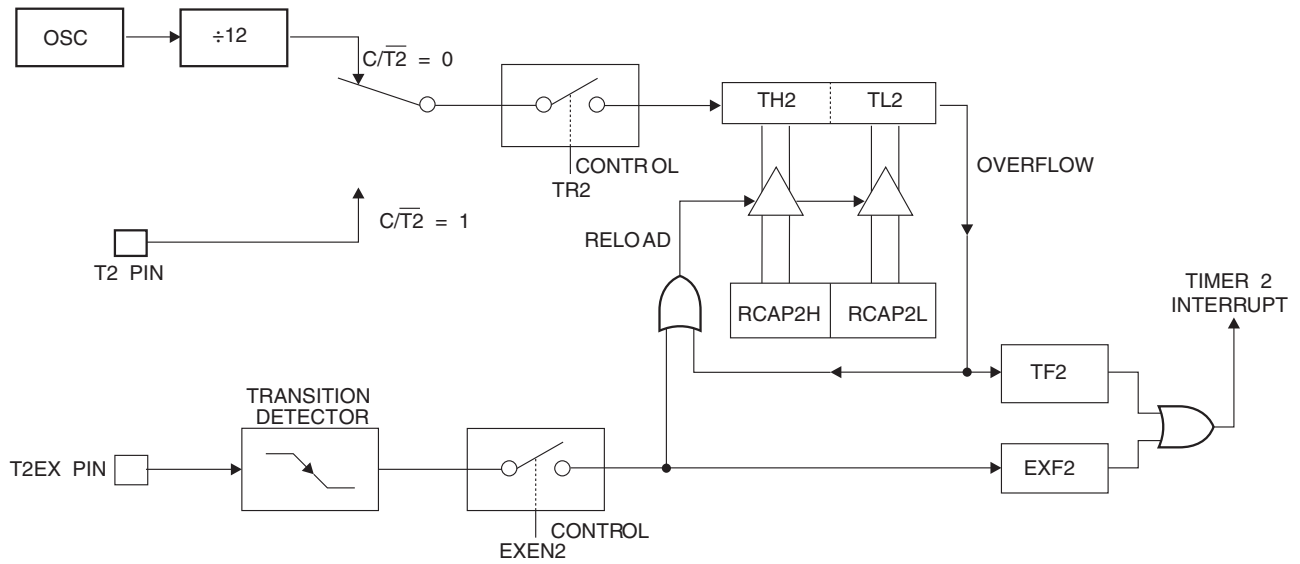 OSC
÷12
C/T2̅ = 0
TH2
TL2
CONTROL
TR2
OVERFLOW
C/T2̅ = 1
T2 PIN
RELOAD
RCAP2H
RCAP2L
TIMER 2
INTERRUPT
TF2
TRANSITION
DETECTOR
T2EX PIN
EXF2
CONTROL
EXEN2